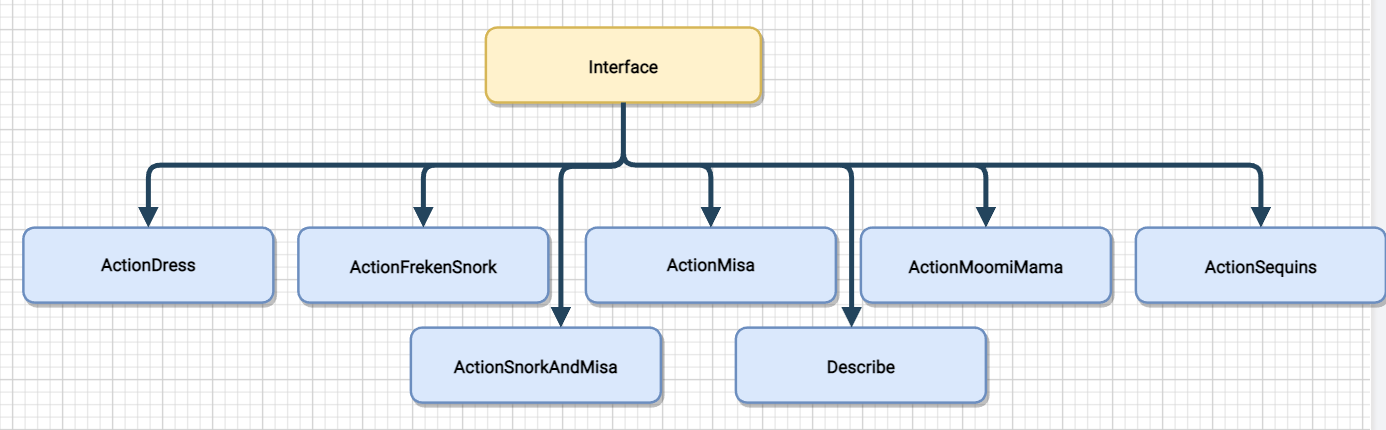 Interface
ActionDress
ActionFrekenSnork
ActionMisa
ActionMoomiMama
ActionSequins
ActionSnorkAndMisa
Describe